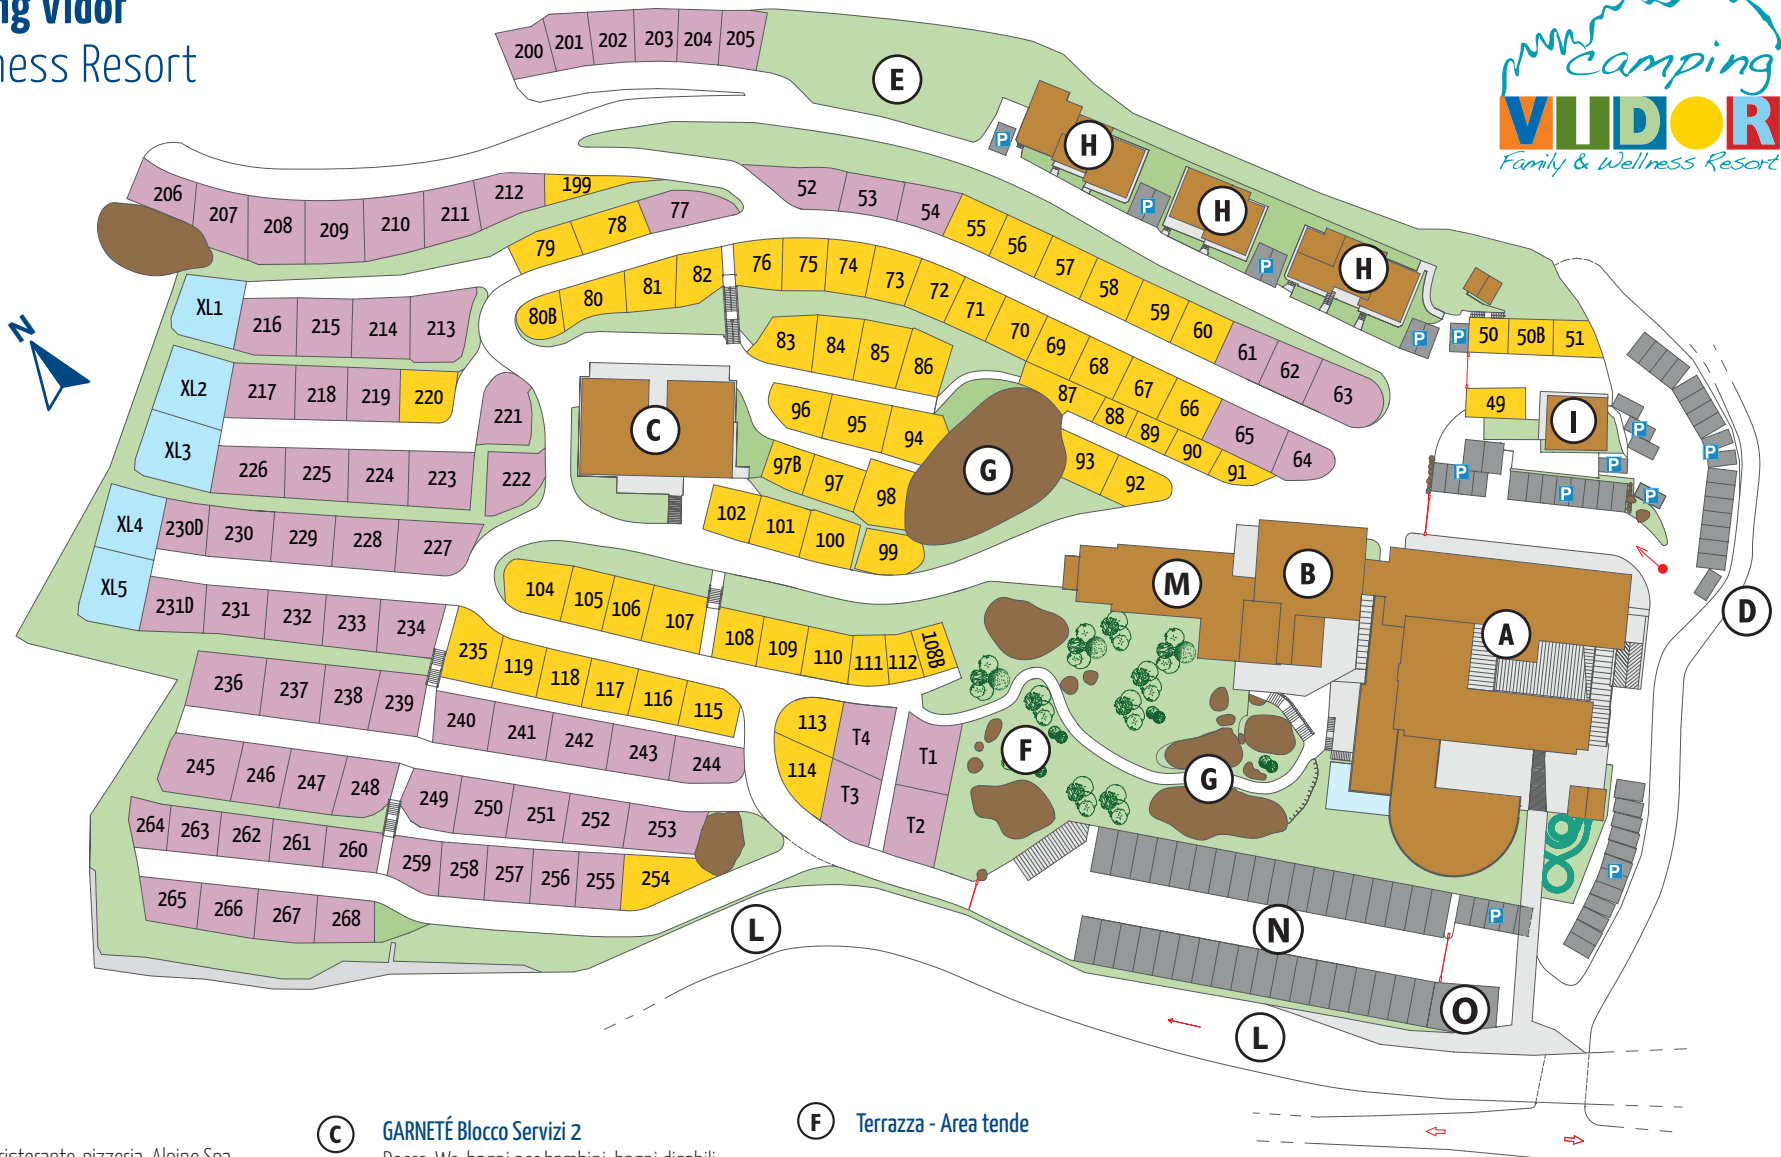 ng Vidor
ness Resort
camping
VIDOR
Family & Wellness Resort
N
200 201 202 203 204 205
E
P H
P H
P H
P
206 207 208 209 210 211 212 199
79 78 77
52 53 54 55 56 57 58 59 60 61 62 63
80B 80 81 82
76 75 74 73 72 71 70 69 68 67 66 65 64
P 50 50B 51
49 I
P P P P P P
XL1 216 215 214 213
XL2 217 218 219 220
221
XL3 226 225 224 223 222
XL4 230D 230 229 228 227
XL5 231D 231 232 233 234
C
83 84 85 86
87 88 89 90 91
96 95 94
G
93 92
97B 97 98
102 101 100 99
104 105 106 107
108 109 110 111 112 108B
M B A D
235 119 118 117 116 115
236 237 238 239
240 241 242 243 244
113 T4 T1
114 T3 T2
F G
245 246 247 248
249 250 251 252 253
264 263 262 261 260
259 258 257 256 255 254
265 266 267 268
P
L N P
L O
C GARNETÉ Blocco Servizi 2
F Terrazza - Area tende
ristorante, pizzeria, Alpine Spa